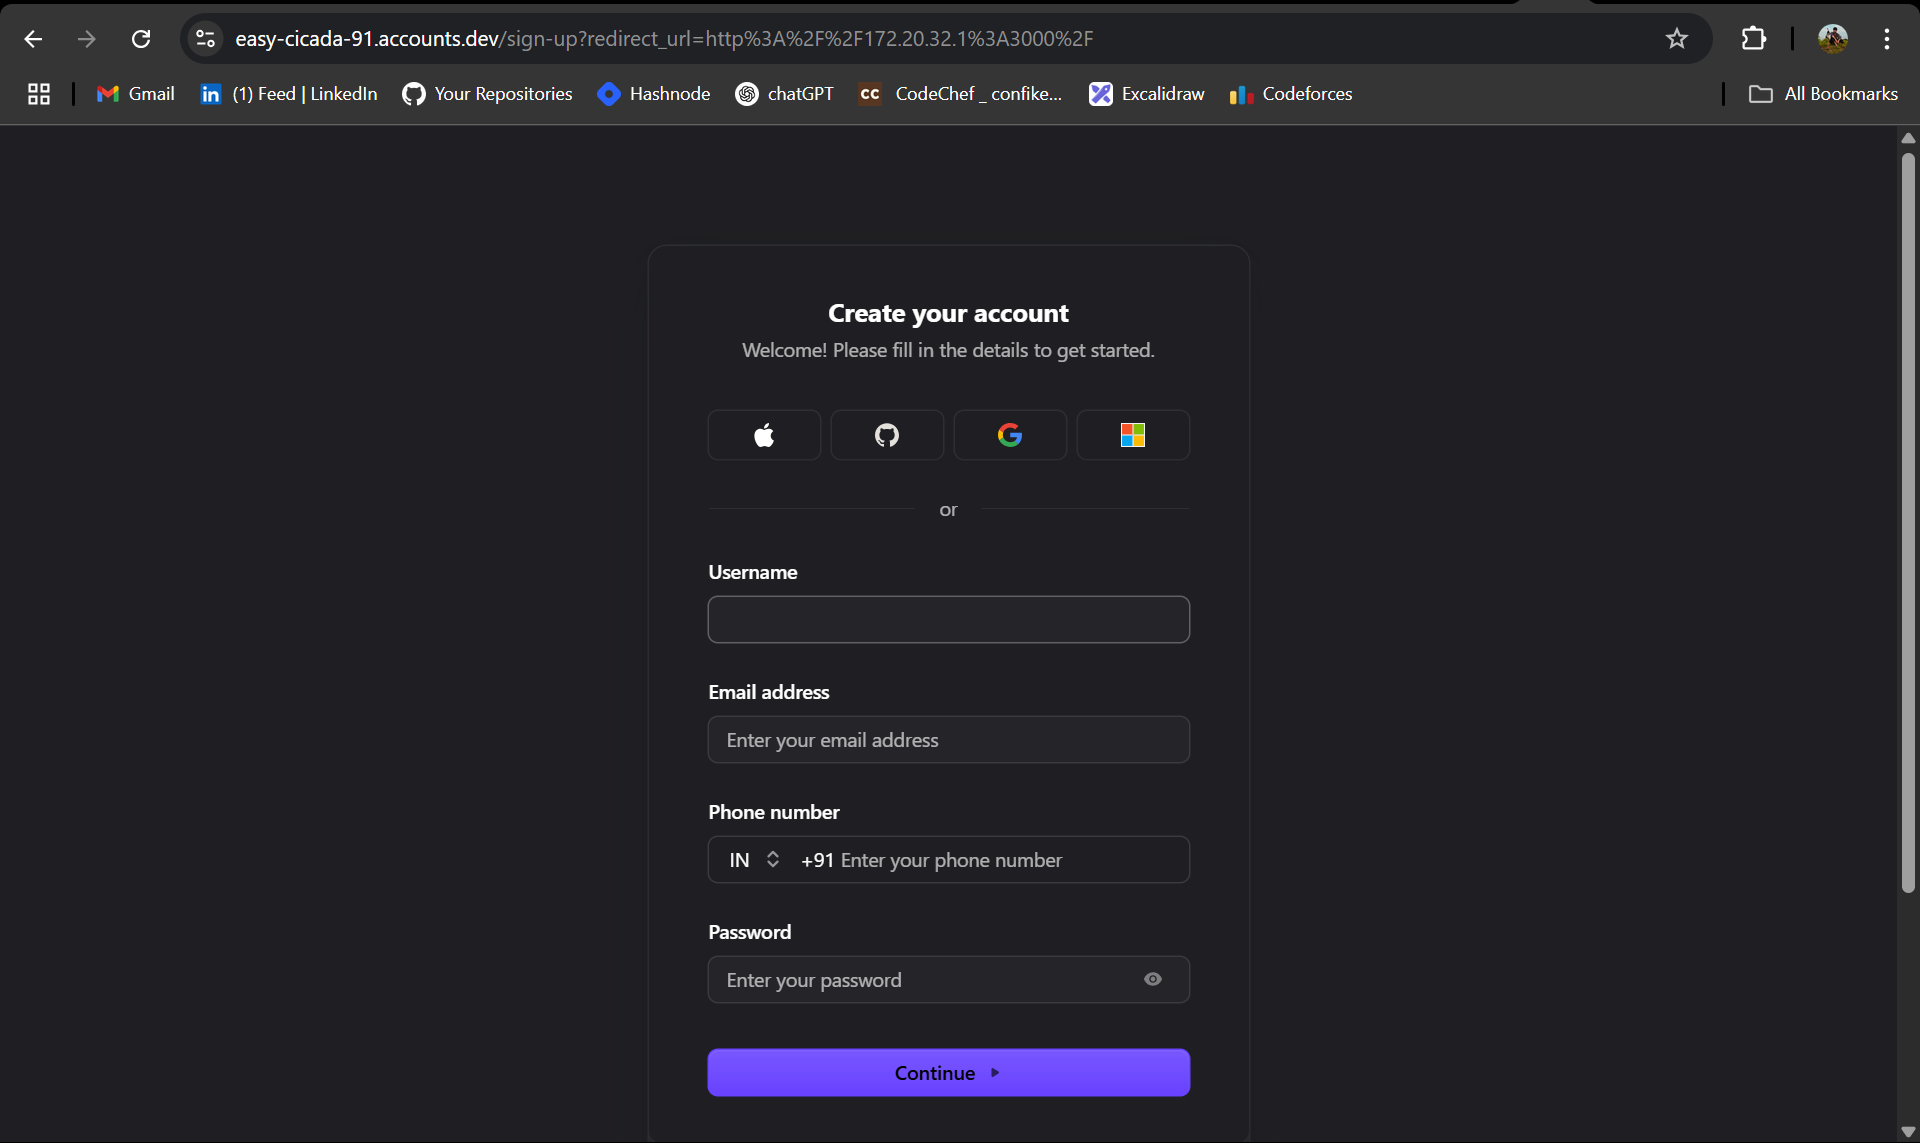 easy-cicada-91.accounts.dev/sign-up?redirect_url=http%3A%2F%2F172.20.32.1%3A3000%2F
Gmail
in (1) Feed | LinkedIn
Your Repositories
Hashnode
chatGPT
CC CodeChef _ confike...
Excalidraw
Codeforces
All Bookmarks
Create your account
Welcome! Please fill in the details to get started.
or
Username
Email address
Enter your email address
Phone number
IN +91 Enter your phone number
Password
Enter your password
Continue